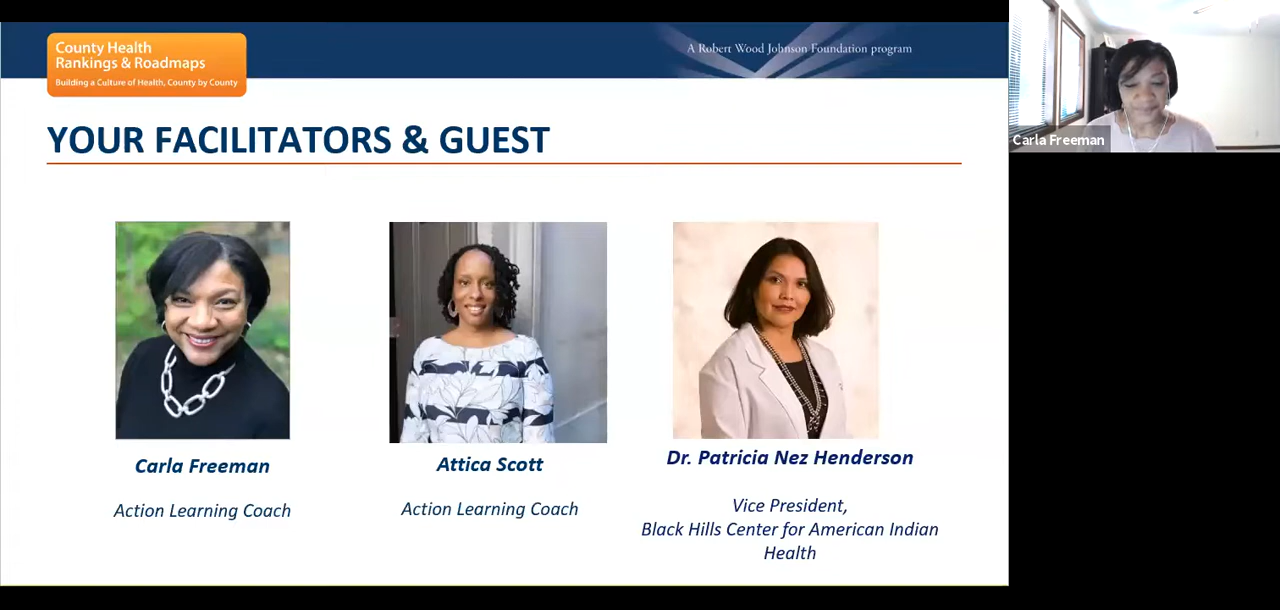 County Health
Rankings & Roadmaps
Building a Culture of Health, County by County
A Robert Wood Johnson Foundation program
Carla Freeman
YOUR FACILITATORS & GUEST
Carla Freeman
Action Learning Coach
Attica Scott
Action Learning Coach
Dr. Patricia Nez Henderson
Vice President,
Black Hills Center for American Indian
Health